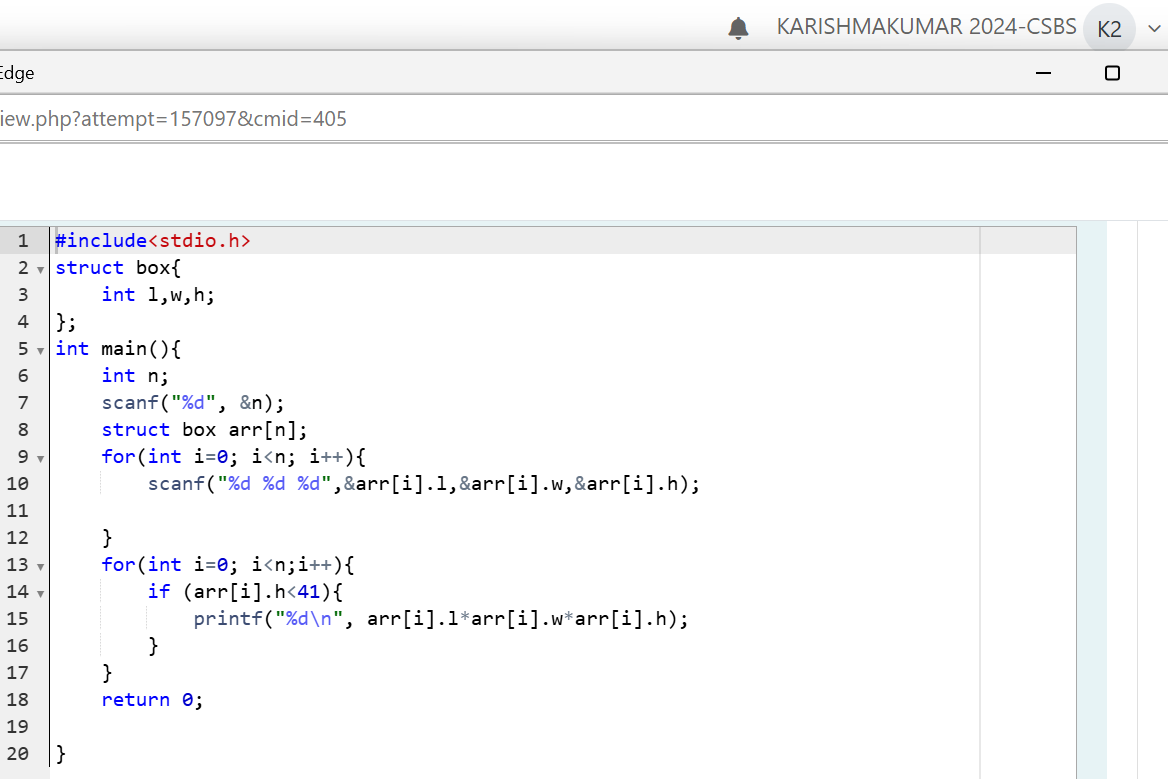 KARISHMAKUMAR 2024-CSBS K2
Edge
iew.php?attempt=157097&cmid=405
1 #include<stdio.h>
2 struct box{
3     int l,w,h;
4 };
5 int main(){
6     int n;
7     scanf("%d", &n);
8     struct box arr[n];
9     for(int i=0; i<n; i++){
10         scanf("%d %d %d",&arr[i].l,&arr[i].w,&arr[i].h);
11
12     }
13     for(int i=0; i<n;i++){
14         if (arr[i].h<41){
15             printf("%d\n", arr[i].l*arr[i].w*arr[i].h);
16         }
17     }
18     return 0;
19
20 }